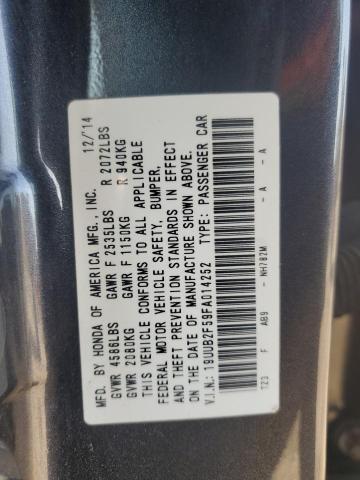 MFD. BY HONDA OF AMERICA MFG., INC. 12/'14
GVWR 4586LBS GAWR F 2535LBS R 2072LBS
GVWR 2080KG GAWR F 1150KG R 940KG
THIS VEHICLE CONFORMS TO ALL APPLICABLE
FEDERAL MOTOR VEHICLE SAFETY, BUMPER,
AND THEFT PREVENTION STANDARDS IN EFFECT
ON THE DATE OF MANUFACTURE SHOWN ABOVE.
V.I.N.: 19UUB2F59FA014252 TYPE: PASSENGER CAR
TZ3 F AB9 - NH782M - A - A